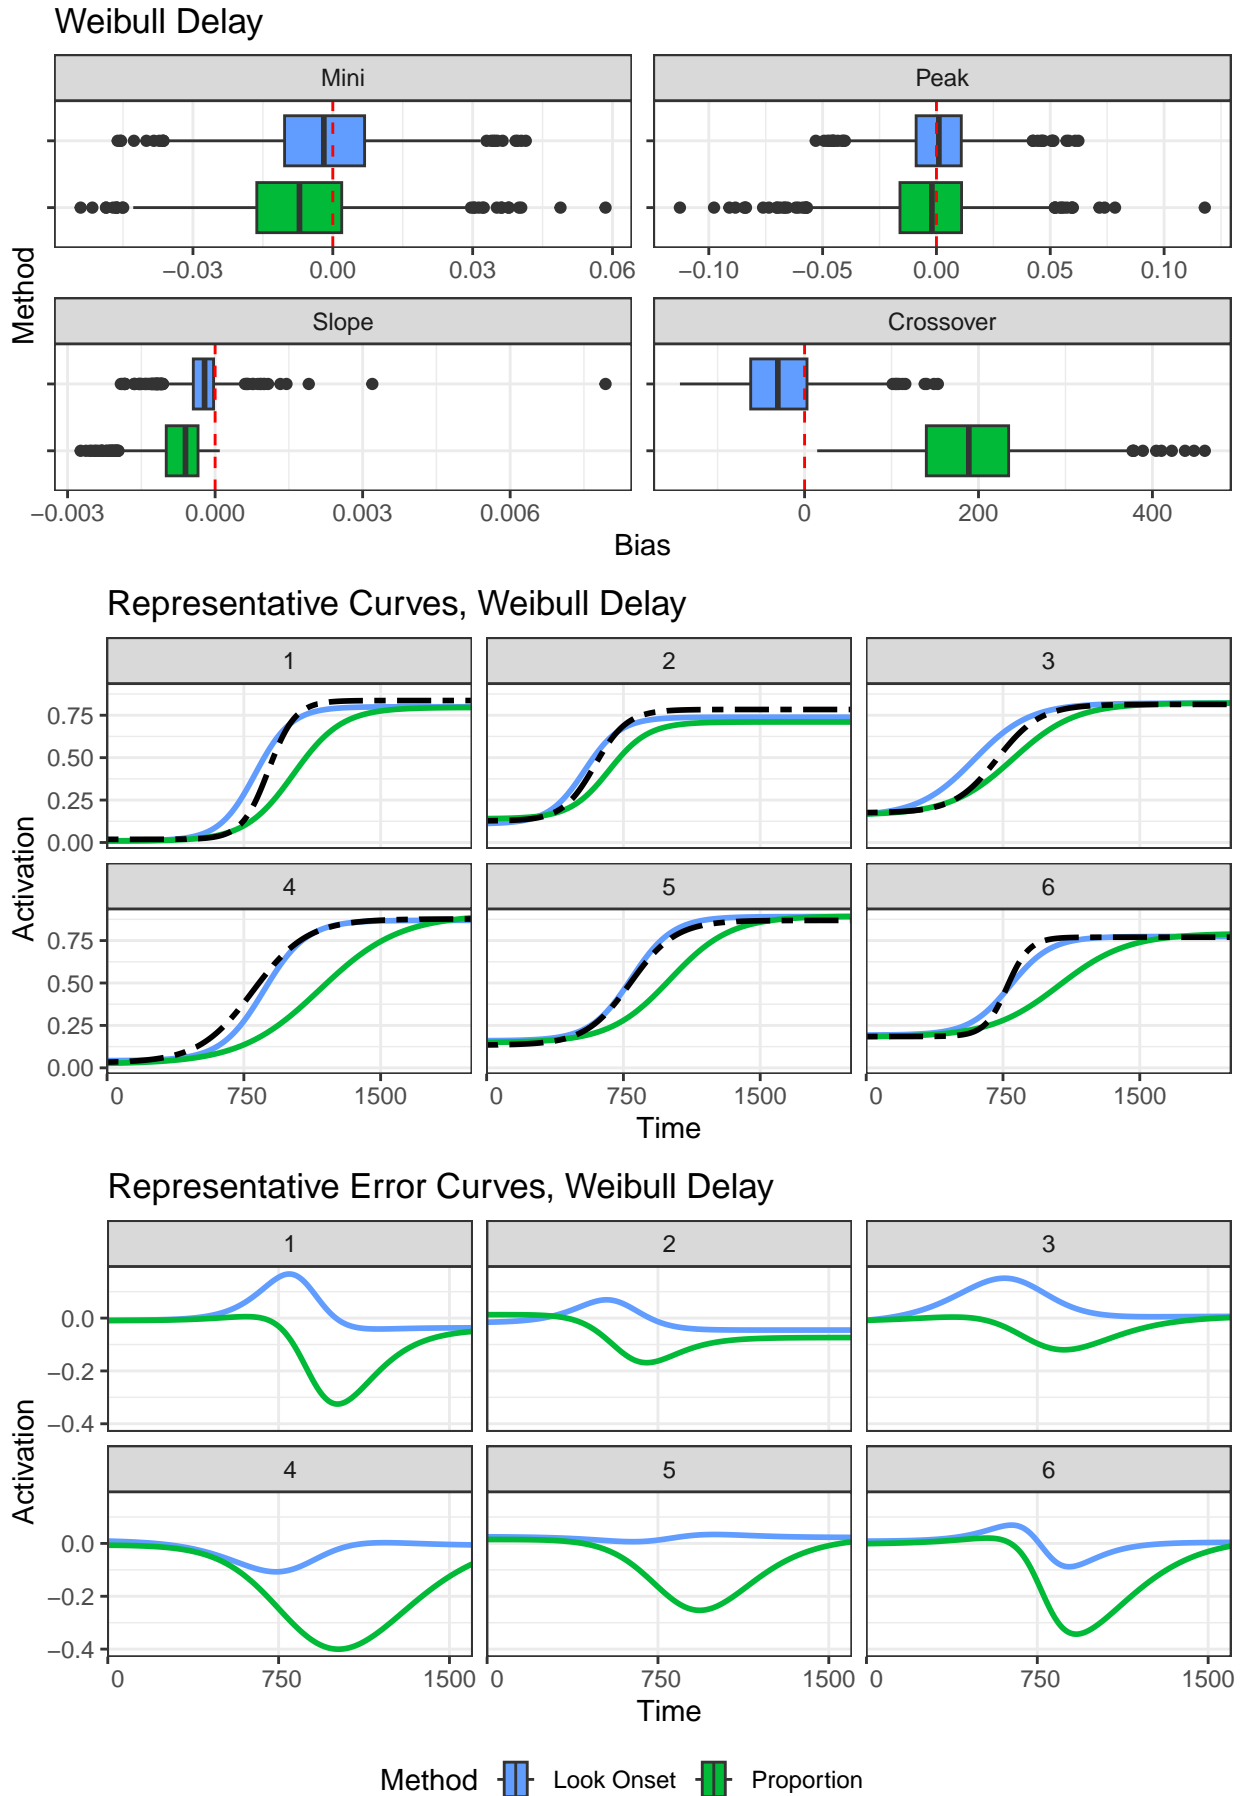 Weibull Delay
Mini
Peak
−0.03 0.00 0.03 0.06
−0.10 −0.05 0.00 0.05 0.10
Method
Slope
Crossover
−0.003 0.000 0.003 0.006
0 200 400
Bias
Representative Curves, Weibull Delay
1 2 3
0.75
0.50
0.25
0.00
Activation
4 5 6
0.75
0.50
0.25
0.00
0 750 1500 0 750 1500 0 750 1500
Time
Representative Error Curves, Weibull Delay
1 2 3
0.0
−0.2
−0.4
Activation
4 5 6
0.0
−0.2
−0.4
0 750 1500 0 750 1500 0 750 1500
Time
Method Look Onset Proportion